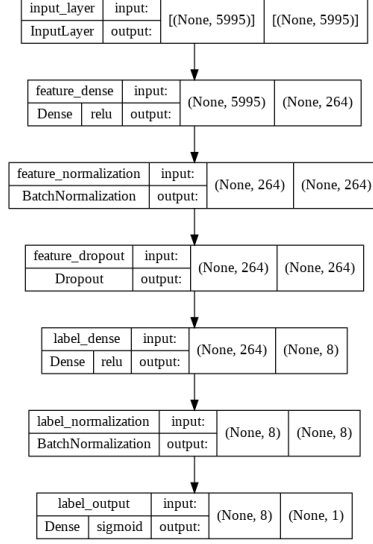 input_layer input: [(None, 5995)] [(None, 5995)]
InputLayer output:
feature_dense input: (None, 5995) (None, 264)
Dense relu output:
feature_normalization input: (None, 264) (None, 264)
BatchNormalization output:
feature_dropout input: (None, 264) (None, 264)
Dropout output:
label_dense input: (None, 264) (None, 8)
Dense relu output:
label_normalization input: (None, 8) (None, 8)
BatchNormalization output:
label_output input: (None, 8) (None, 1)
Dense sigmoid output: